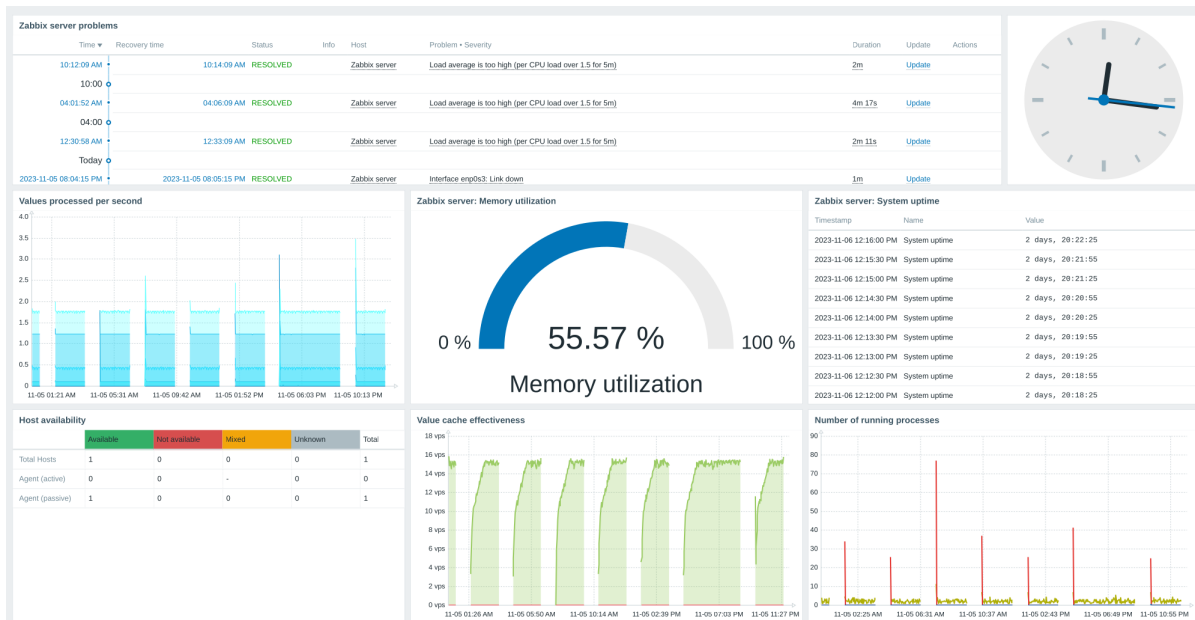 Zabbix server problems
Time ▼ Recovery time Status Info Host Problem • Severity Duration Update Actions
10:12:09 AM 10:14:09 AM RESOLVED Zabbix server Load average is too high (per CPU load over 1.5 for 5m) 2m Update
10:00
04:01:52 AM 04:06:09 AM RESOLVED Zabbix server Load average is too high (per CPU load over 1.5 for 5m) 4m 17s Update
04:00
12:30:58 AM 12:33:09 AM RESOLVED Zabbix server Load average is too high (per CPU load over 1.5 for 5m) 2m 11s Update
Today
2023-11-05 08:04:15 PM 2023-11-05 08:05:15 PM RESOLVED Zabbix server Interface enp0s3: Link down 1m Update
Values processed per second
4.0
3.5
3.0
2.5
2.0
1.5
1.0
0.5
0
11-05 01:21 AM 11-05 05:31 AM 11-05 09:42 AM 11-05 01:52 PM 11-05 06:03 PM 11-05 10:13 PM
Zabbix server: Memory utilization
0 % 55.57 % 100 %
Memory utilization
Zabbix server: System uptime
Timestamp Name Value
2023-11-06 12:16:00 PM System uptime 2 days, 20:22:25
2023-11-06 12:15:30 PM System uptime 2 days, 20:21:55
2023-11-06 12:15:00 PM System uptime 2 days, 20:21:25
2023-11-06 12:14:30 PM System uptime 2 days, 20:20:55
2023-11-06 12:14:00 PM System uptime 2 days, 20:20:25
2023-11-06 12:13:30 PM System uptime 2 days, 20:19:55
2023-11-06 12:13:00 PM System uptime 2 days, 20:19:25
2023-11-06 12:12:30 PM System uptime 2 days, 20:18:55
2023-11-06 12:12:00 PM System uptime 2 days, 20:18:25
Host availability
Available Not available Mixed Unknown Total
Total Hosts 1 0 0 0 1
Agent (active) 0 0 - 0 0
Agent (passive) 1 0 0 0 1
Value cache effectiveness
18 vps
16 vps
14 vps
12 vps
10 vps
8 vps
6 vps
4 vps
2 vps
0 vps
11-05 01:26 AM 11-05 05:50 AM 11-05 10:14 AM 11-05 02:39 PM 11-05 07:03 PM 11-05 11:27 PM
Number of running processes
90
80
70
60
50
40
30
20
10
0
11-05 02:25 AM 11-05 06:31 AM 11-05 10:37 AM 11-05 02:43 PM 11-05 06:49 PM 11-05 10:55 PM